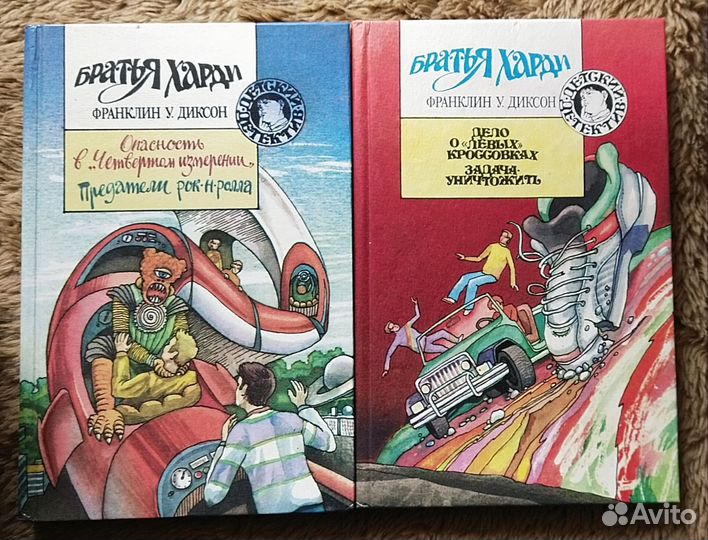 БРАТЬЯ ХАРДИ
ФРАНКЛИН У. ДИКСОН
ДЕТСКИЙ ДЕТЕКТИВ
Опасность
в „Четвертом измерении„
Предатели рок-н-ролла
БРАТЬЯ ХАРДИ
ФРАНКЛИН У. ДИКСОН
ДЕТСКИЙ ДЕТЕКТИВ
ДЕЛО
О «ЛЕВЫХ»
КРОССОВКАХ
ЗАДАЧА:
УНИЧТОЖИТЬ
Avito